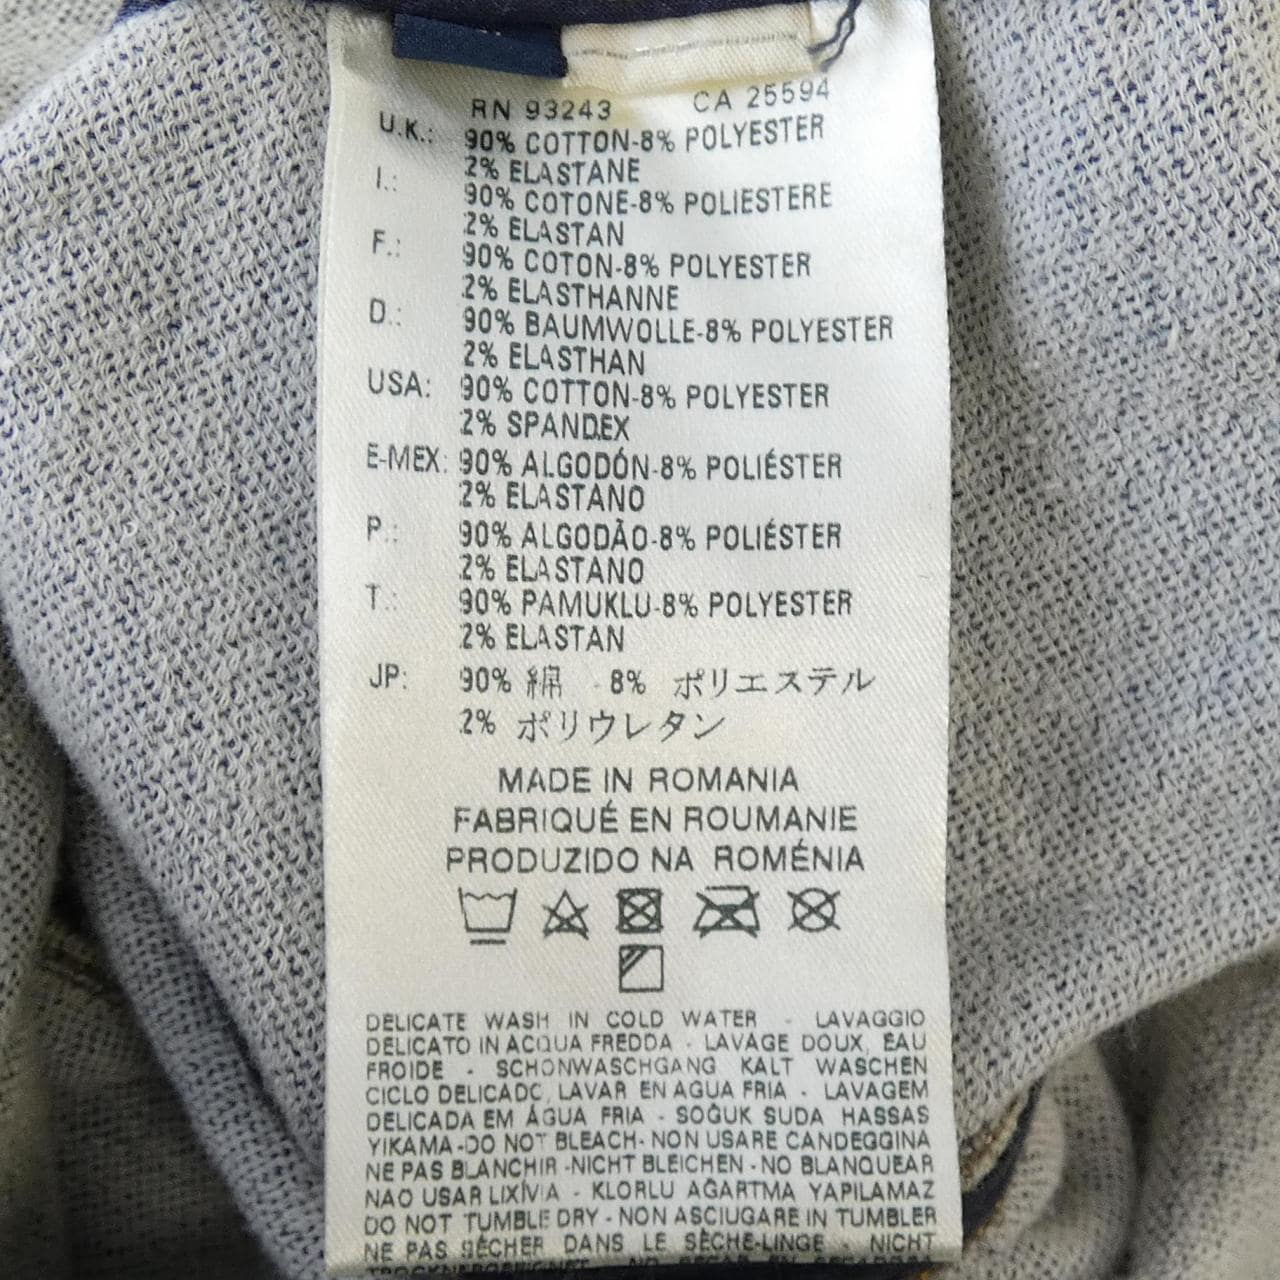 RN 93243 CA 25594
U.K.: 90% COTTON-8% POLYESTER
2% ELASTANE
I.: 90% COTONE-8% POLIESTERE
2% ELASTAN
F.: 90% COTON-8% POLYESTER
2% ELASTHANNE
D.: 90% BAUMWOLLE-8% POLYESTER
2% ELASTHAN
USA: 90% COTTON-8% POLYESTER
2% SPANDEX
E-MEX: 90% ALGODÓN-8% POLIÉSTER
2% ELASTANO
P.: 90% ALGODÃO-8% POLIÉSTER
2% ELASTANO
T.: 90% PAMUKLU-8% POLYESTER
2% ELASTAN
JP: 90% 綿 - 8% ポリエステル
2% ポリウレタン
MADE IN ROMANIA
FABRIQUÉ EN ROUMANIE
PRODUZIDO NA ROMÉNIA
DELICATE WASH IN COLD WATER - LAVAGGIO
DELICATO IN ACQUA FREDDA - LAVAGE DOUX, EAU
FROIDE - SCHONWASCHGANG KALT WASCHEN
CICLO DELICADO, LAVAR EN AGUA FRIA - LAVAGEM
DELICADA EM ÁGUA FRIA - SOĞUK SUDA HASSAS
YIKAMA -DO NOT BLEACH- NON USARE CANDEGGINA
NE PAS BLANCHIR -NICHT BLEICHEN - NO BLANQUEAR
NAO USAR LIXÍVIA - KLORLU AĞARTMA YAPILAMAZ
DO NOT TUMBLE DRY - NON ASCIUGARE IN TUMBLER
NE PAS SÈCHER DANS LE SÈCHE-LINGE - NICHT